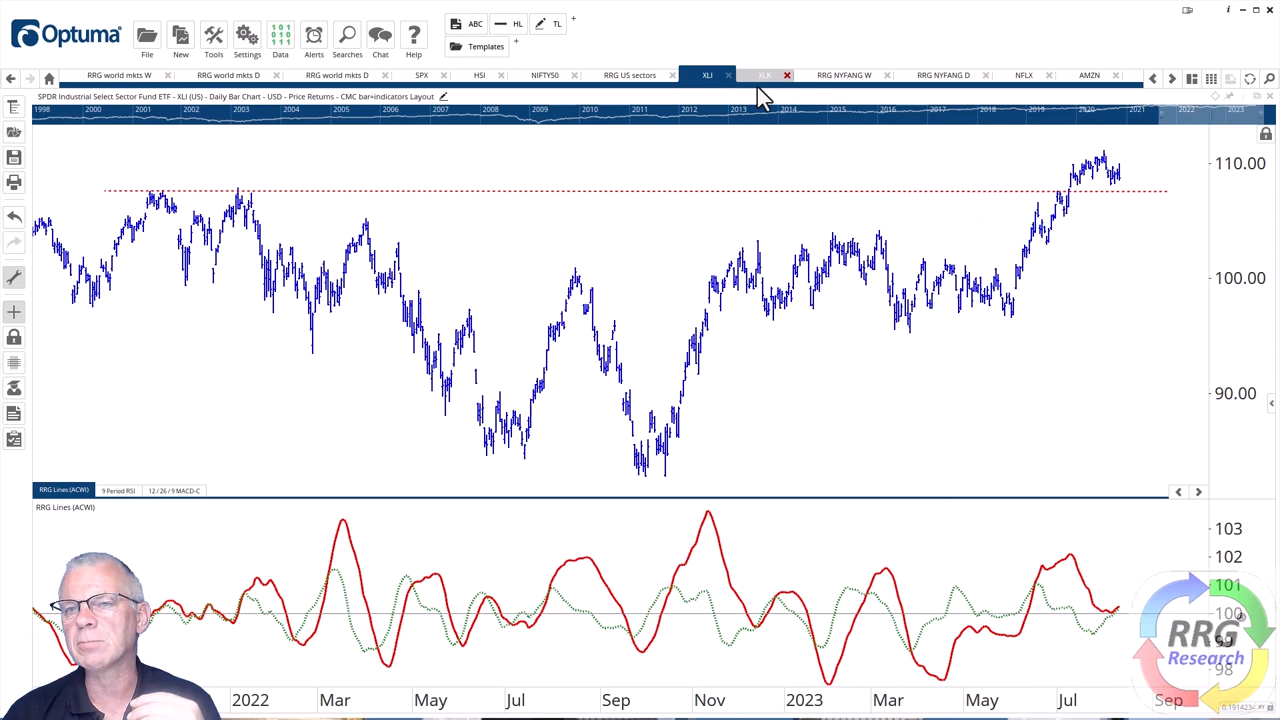 Optuma
File New Tools Settings Data Alerts Searches Chat Help
ABC HL TL +
Templates +
RRG world mkts W RRG world mkts D RRG world mkts D SPX HSI NIFTY50 RRG US sectors XLI XLK RRG NYFANG W RRG NYFANG D NFLX AMZN
SPDR Industrial Select Sector Fund ETF - XLI (US) - Daily Bar Chart - USD - Price Returns - CMC bar+indicators Layout
1998 2000 2001 2002 2003 2004 2005 2006 2007 2008 2009 2010 2011 2012 2013 2014 2015 2016 2017 2018 2019 2020 2021 2022 2023
110.00
100.00
90.00
RRG Lines (ACWI) 9 Period RSI 12 / 26 / 9 MACD-C
RRG Lines (ACWI)
103
102
101
100
99
98
RRG
Research
2022 Mar May Jul Sep Nov 2023 Mar May Jul Sep